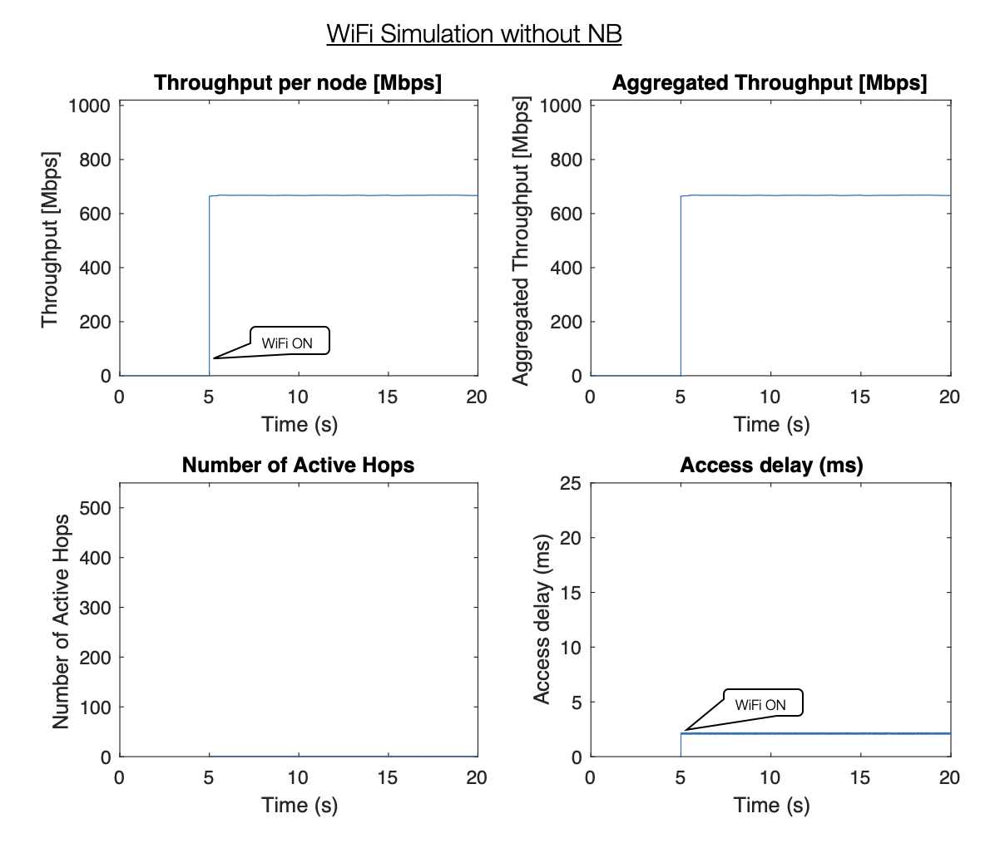 WiFi Simulation without NB
Throughput per node [Mbps]
Throughput [Mbps]
1000
800
600
400
200
0
WiFi ON
0 5 10 15 20
Time (s)
Aggregated Throughput [Mbps]
Aggregated Throughput [Mbps]
1000
800
600
400
200
0
0 5 10 15 20
Time (s)
Number of Active Hops
Number of Active Hops
500
400
300
200
100
0
0 5 10 15 20
Time (s)
Access delay (ms)
Access delay (ms)
25
20
15
10
5
0
WiFi ON
0 5 10 15 20
Time (s)